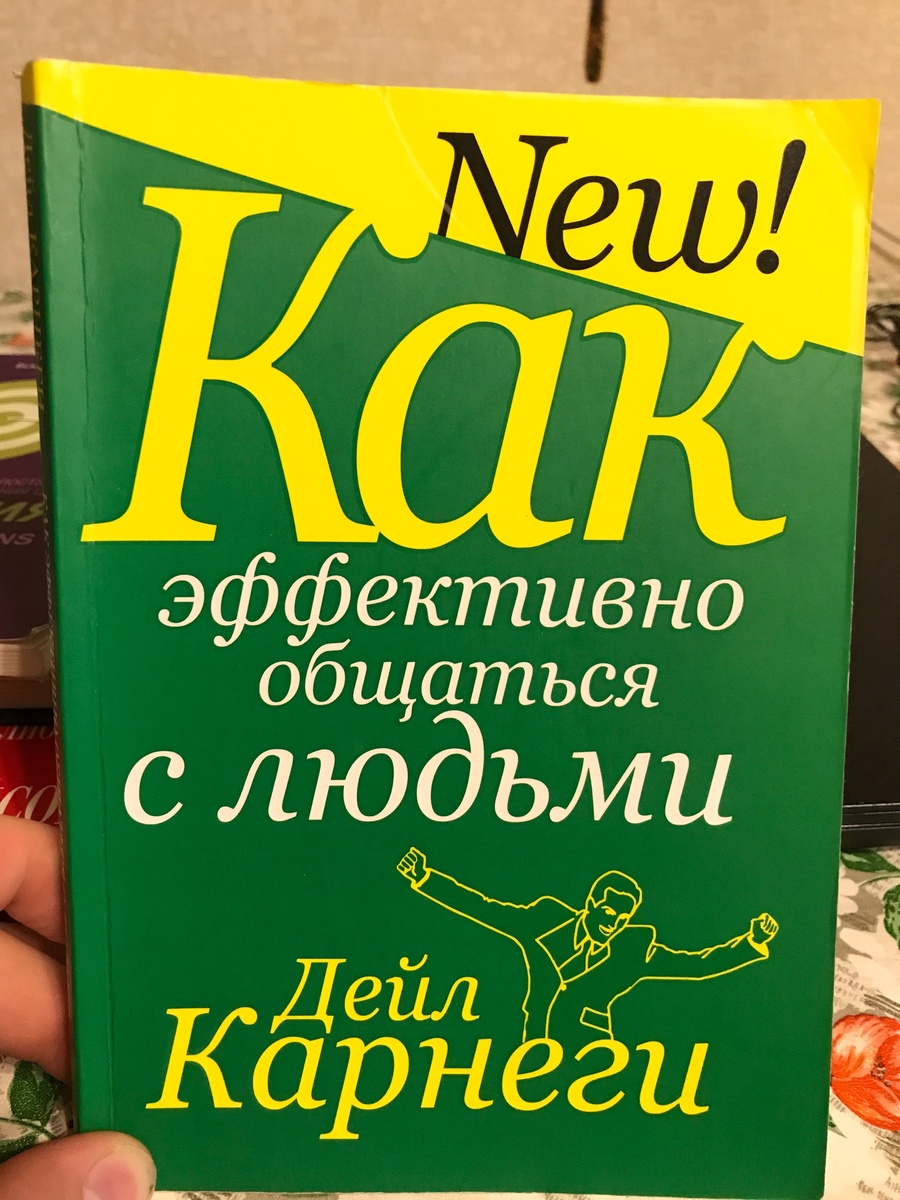 New!
Как
эффективно
общаться
с людьми
Дейл
Карнеги